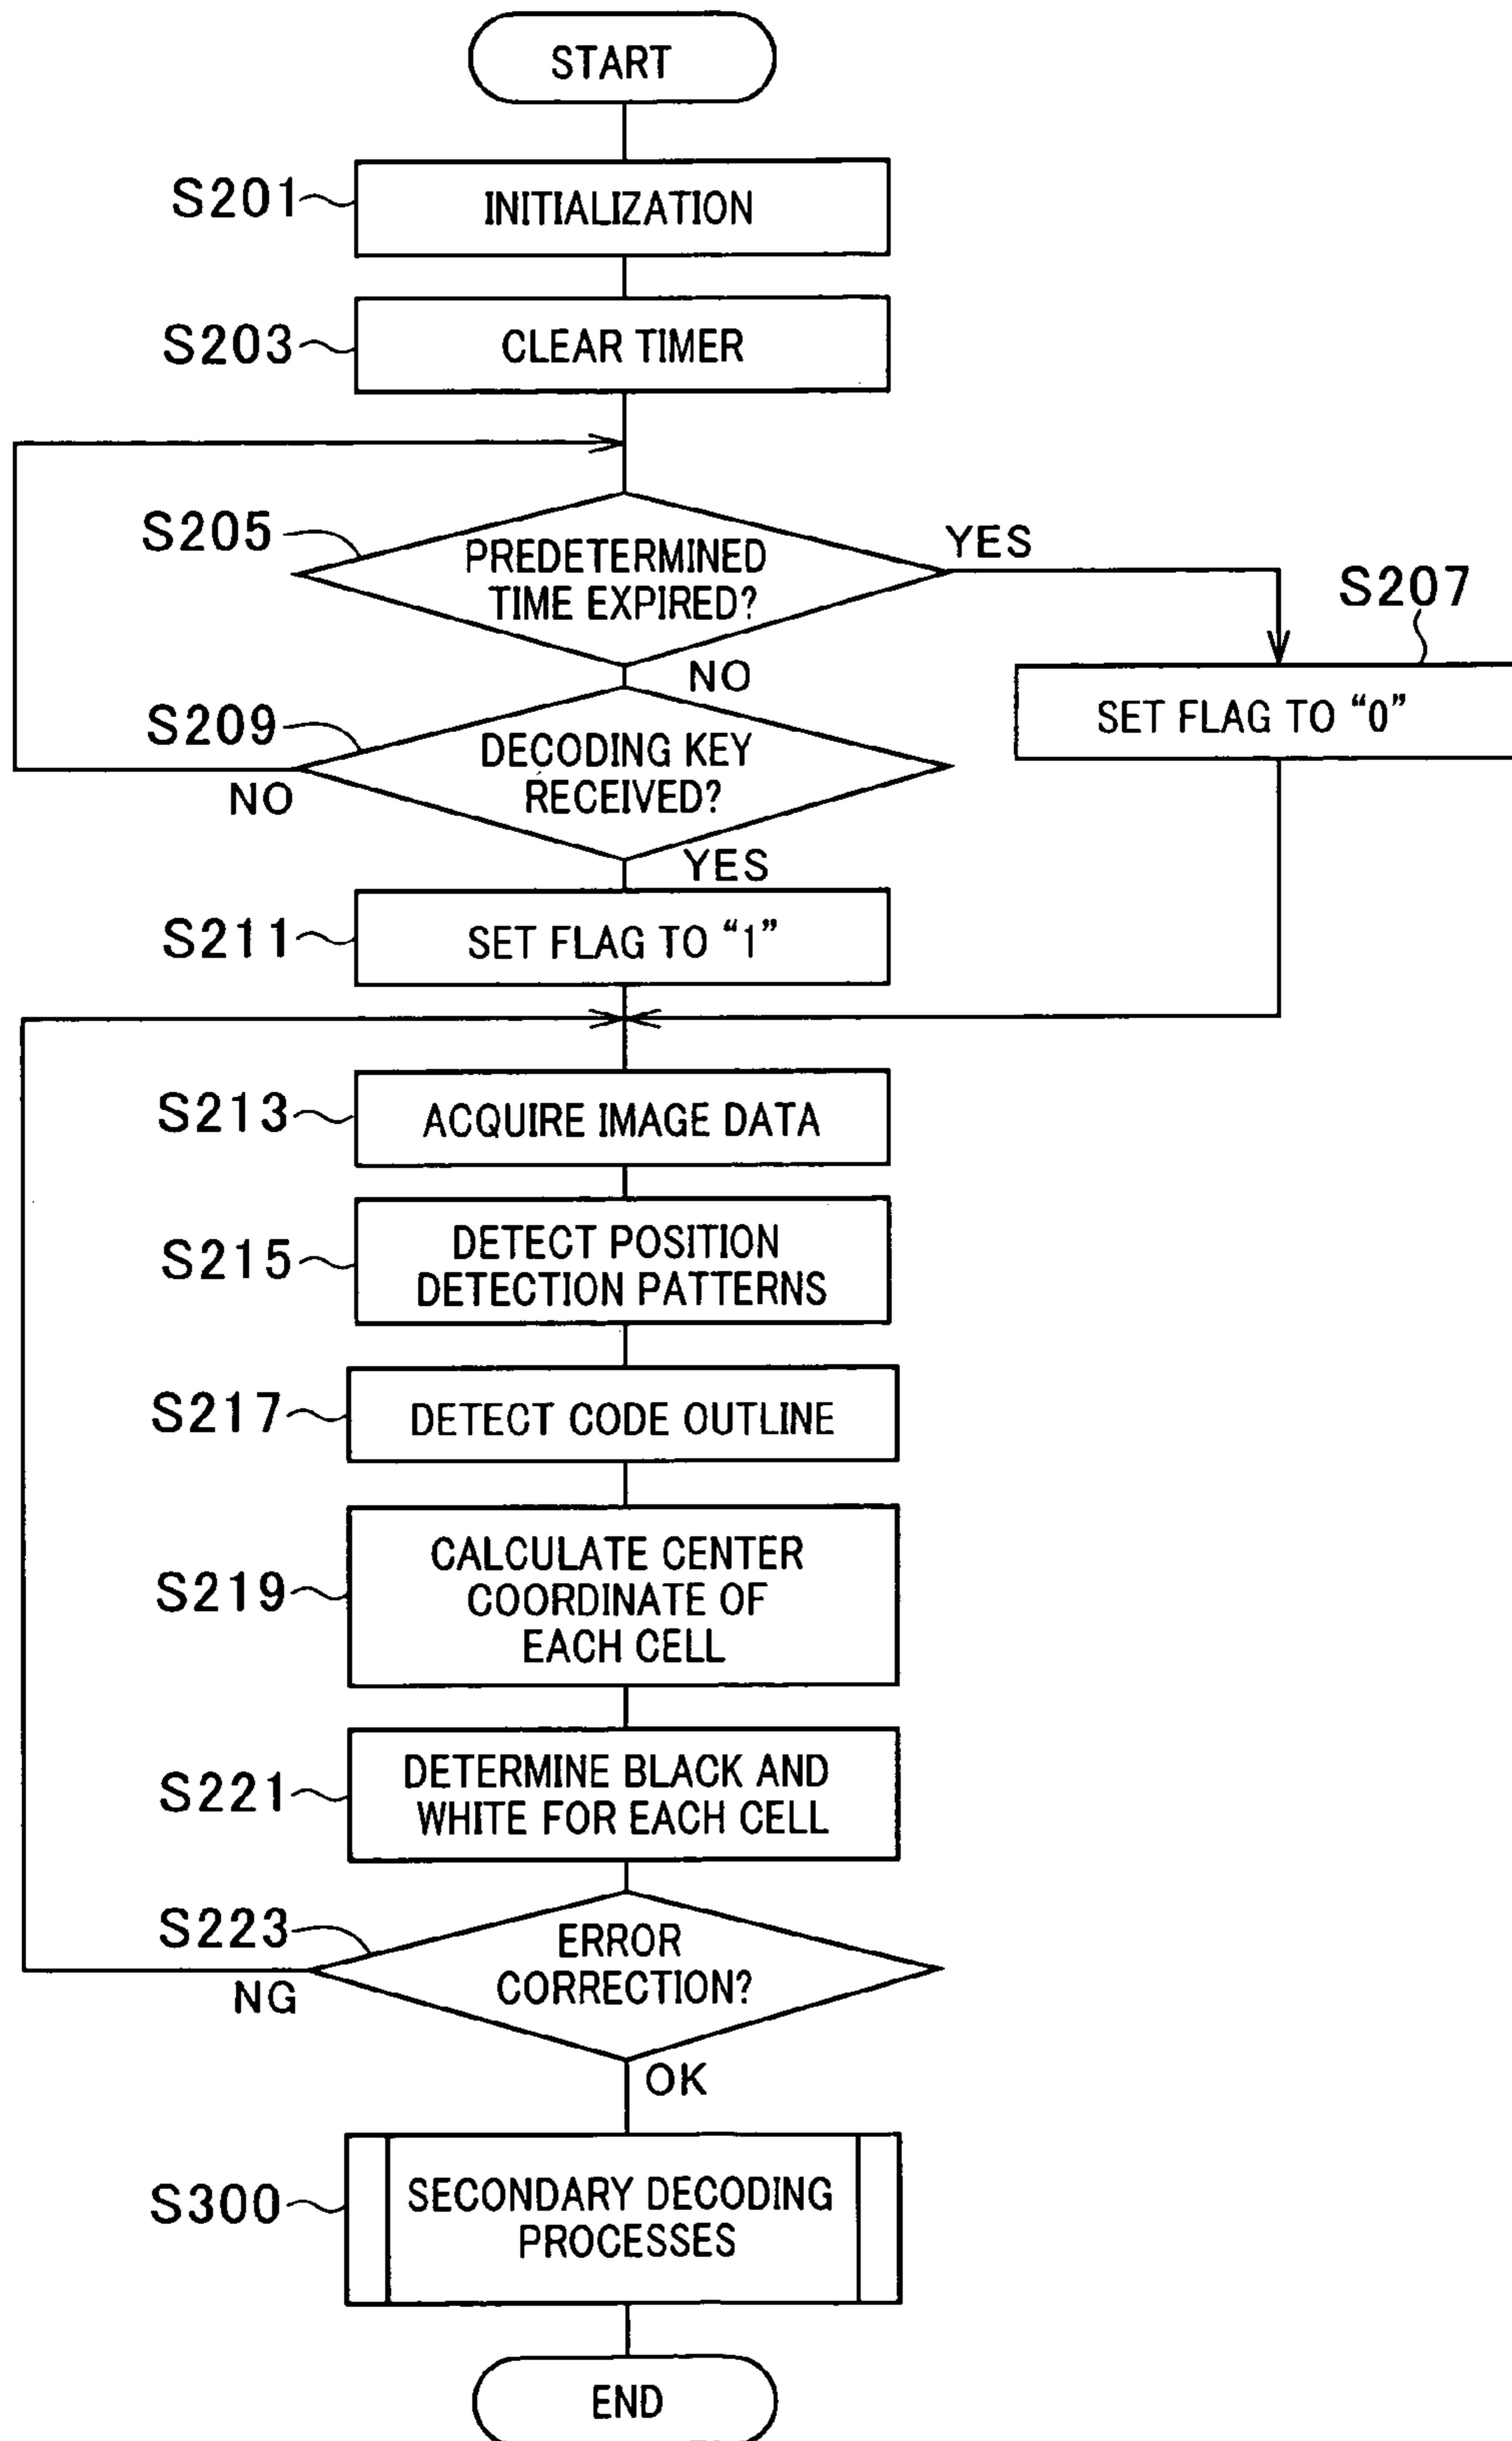 START
S201
INITIALIZATION
S203
CLEAR TIMER
S205
PREDETERMINED
TIME EXPIRED?
YES
S207
SET FLAG TO “0”
NO
S209
DECODING KEY
RECEIVED?
NO
YES
S211
SET FLAG TO “1”
S213
ACQUIRE IMAGE DATA
S215
DETECT POSITION
DETECTION PATTERNS
S217
DETECT CODE OUTLINE
S219
CALCULATE CENTER
COORDINATE OF
EACH CELL
S221
DETERMINE BLACK AND
WHITE FOR EACH CELL
S223
ERROR
CORRECTION?
NG
OK
S300
SECONDARY DECODING
PROCESSES
END